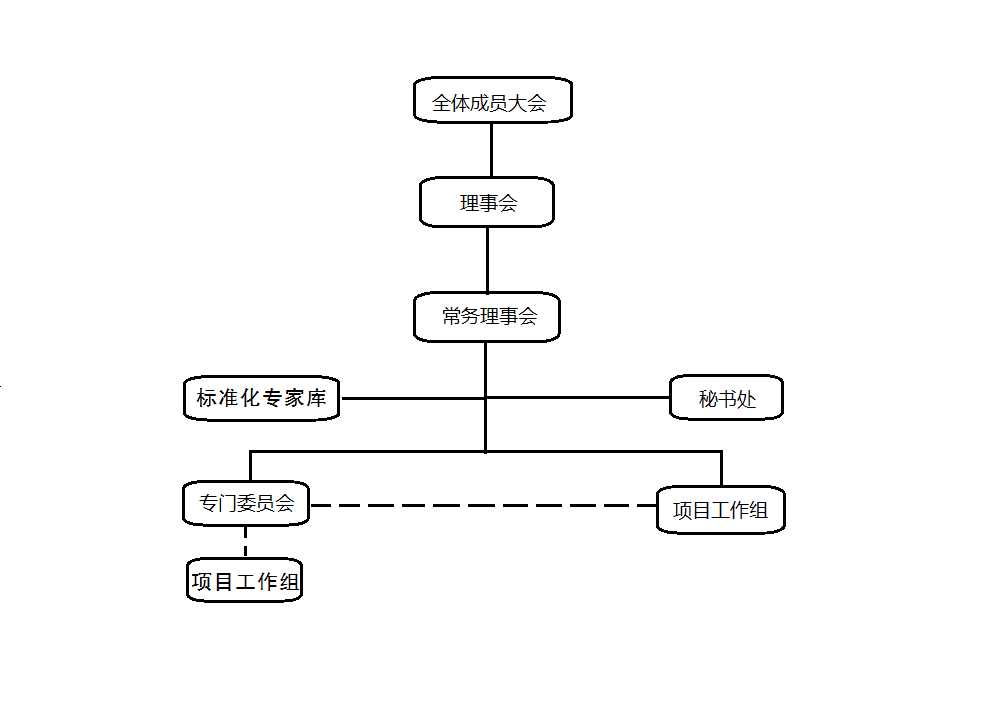 全体成员大会
理事会
常务理事会
标准化专家库
秘书处
专门委员会
项目工作组
项目工作组